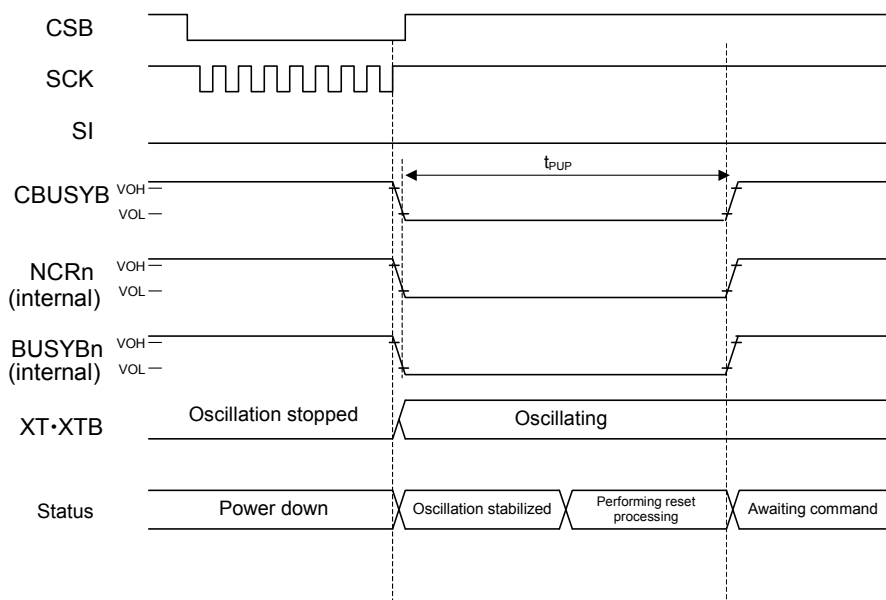 CSB
SCK
SI
tPUP
CBUSYB
VOH
VOL
NCRn
(internal)
VOH
VOL
BUSYBn
(internal)
VOH
VOL
XT・XTB
Oscillation stopped
Oscillating
Status
Power down
Oscillation stabilized
Performing reset
processing
Awaiting command